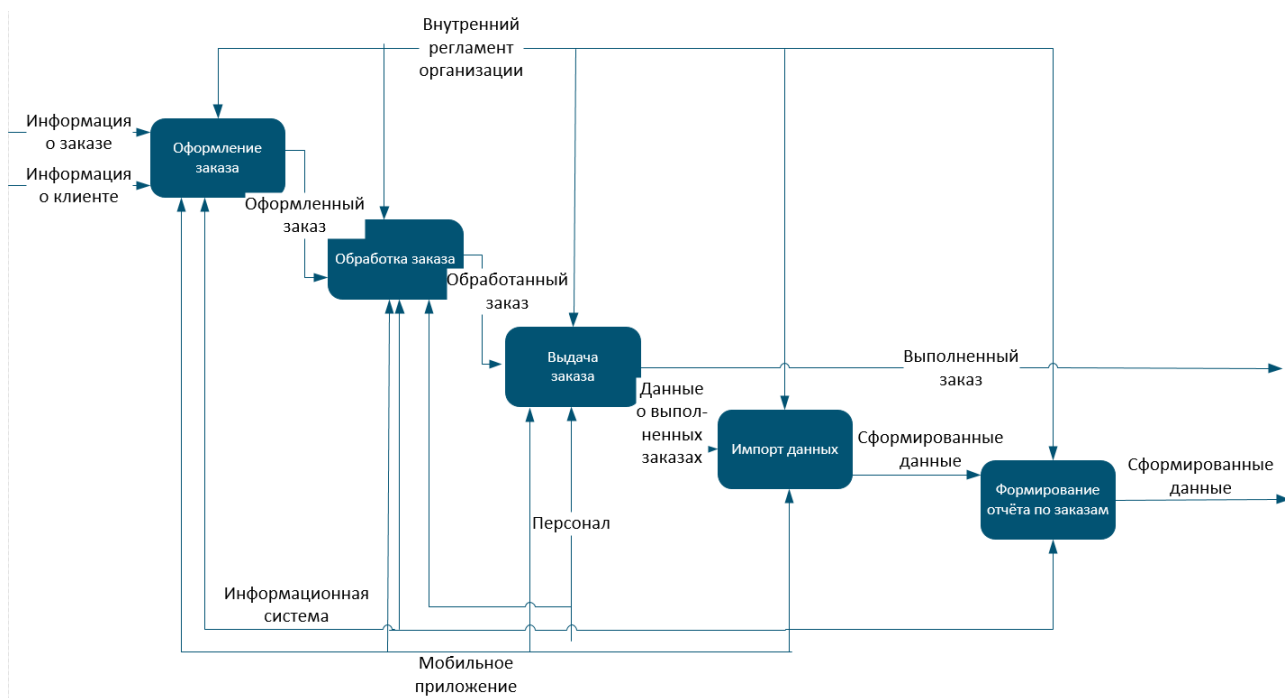 Внутренний
регламент
организации
Информация
о заказе
Оформление
заказа
Информация
о клиенте
Оформленный
заказ
Обработка заказа
Обработанный
заказ
Выдача
заказа
Выполненный
заказ
Данные
о выпол-
ненных
заказах
Импорт данных
Сформированные
данные
Формирование
отчёта по заказам
Сформированные
данные
Персонал
Информационная
система
Мобильное
приложение